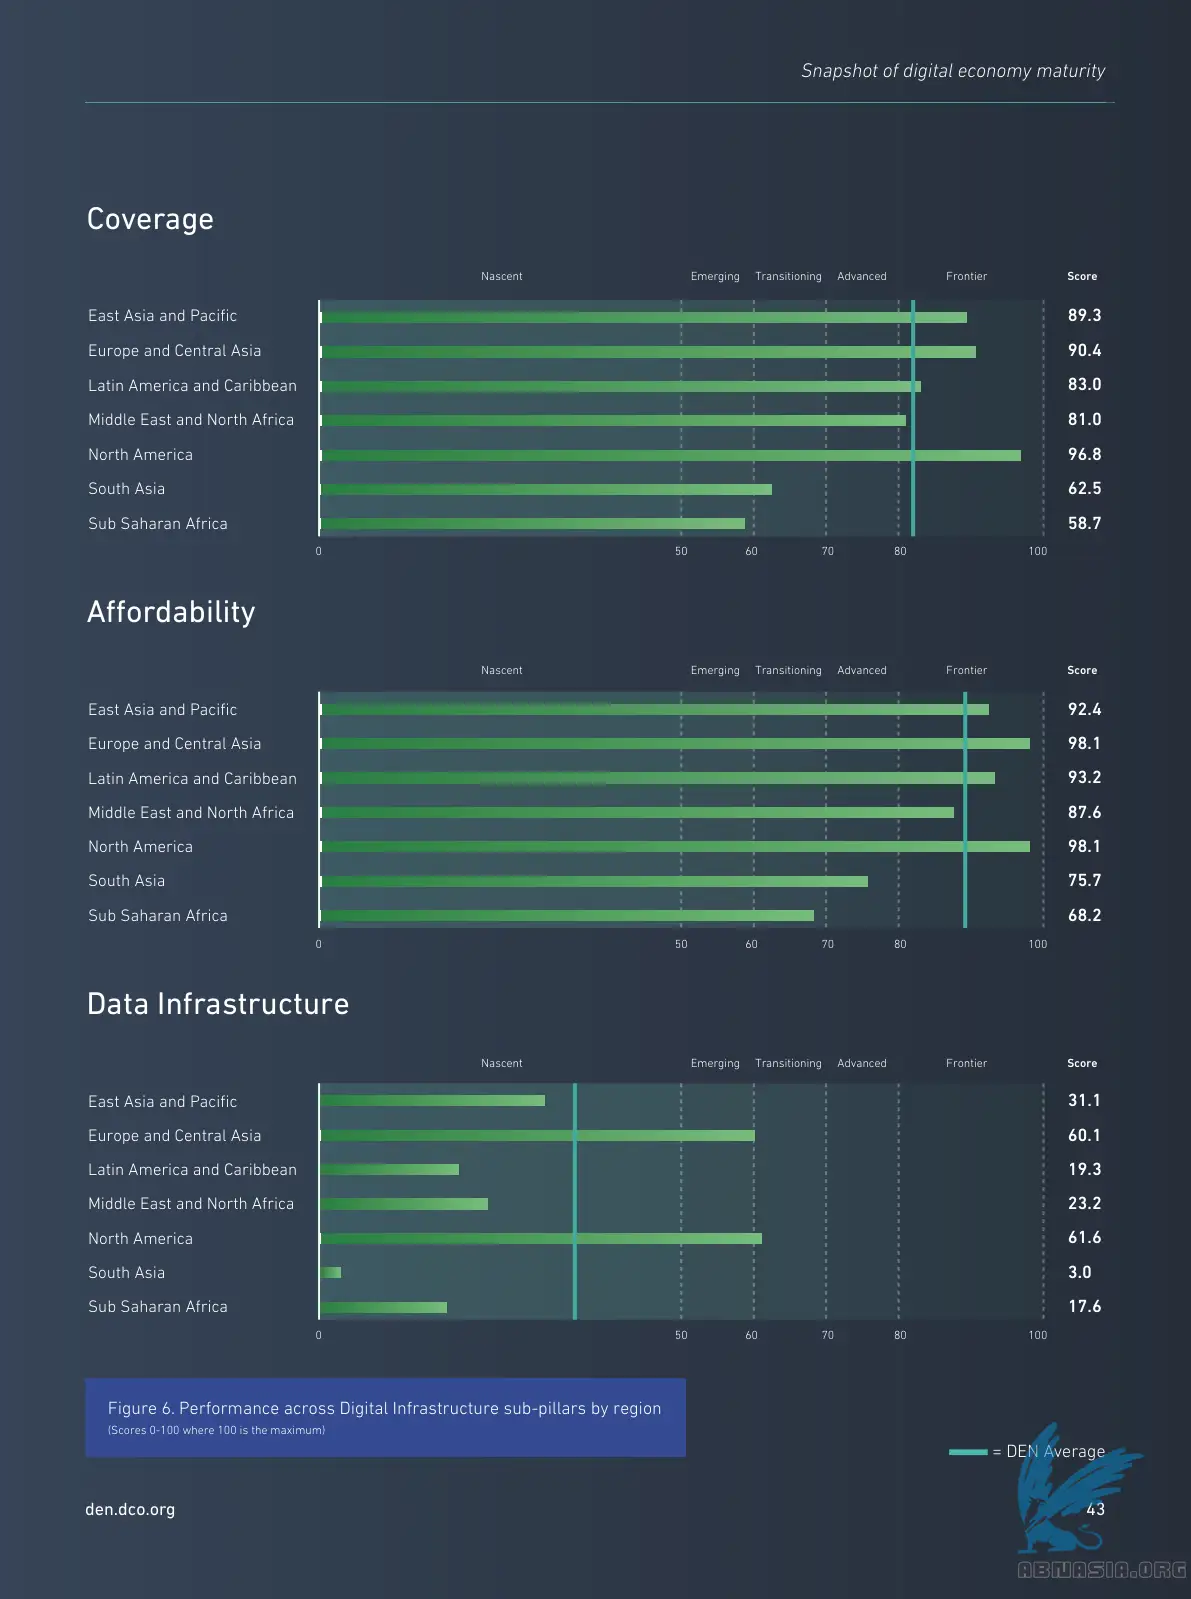 Snapshot of digital economy maturity
Coverage
Nascent Emerging Transitioning Advanced Frontier Score
East Asia and Pacific 89.3
Europe and Central Asia 90.4
Latin America and Caribbean 83.0
Middle East and North Africa 81.0
North America 96.8
South Asia 62.5
Sub Saharan Africa 58.7
0 50 60 70 80 100
Affordability
Nascent Emerging Transitioning Advanced Frontier Score
East Asia and Pacific 92.4
Europe and Central Asia 98.1
Latin America and Caribbean 93.2
Middle East and North Africa 87.6
North America 98.1
South Asia 75.7
Sub Saharan Africa 68.2
0 50 60 70 80 100
Data Infrastructure
Nascent Emerging Transitioning Advanced Frontier Score
East Asia and Pacific 31.1
Europe and Central Asia 60.1
Latin America and Caribbean 19.3
Middle East and North Africa 23.2
North America 61.6
South Asia 3.0
Sub Saharan Africa 17.6
0 50 60 70 80 100
Figure 6. Performance across Digital Infrastructure sub-pillars by region
(Scores 0-100 where 100 is the maximum)
= DEN Average
den.dco.org 43
ABNASIA.ORG